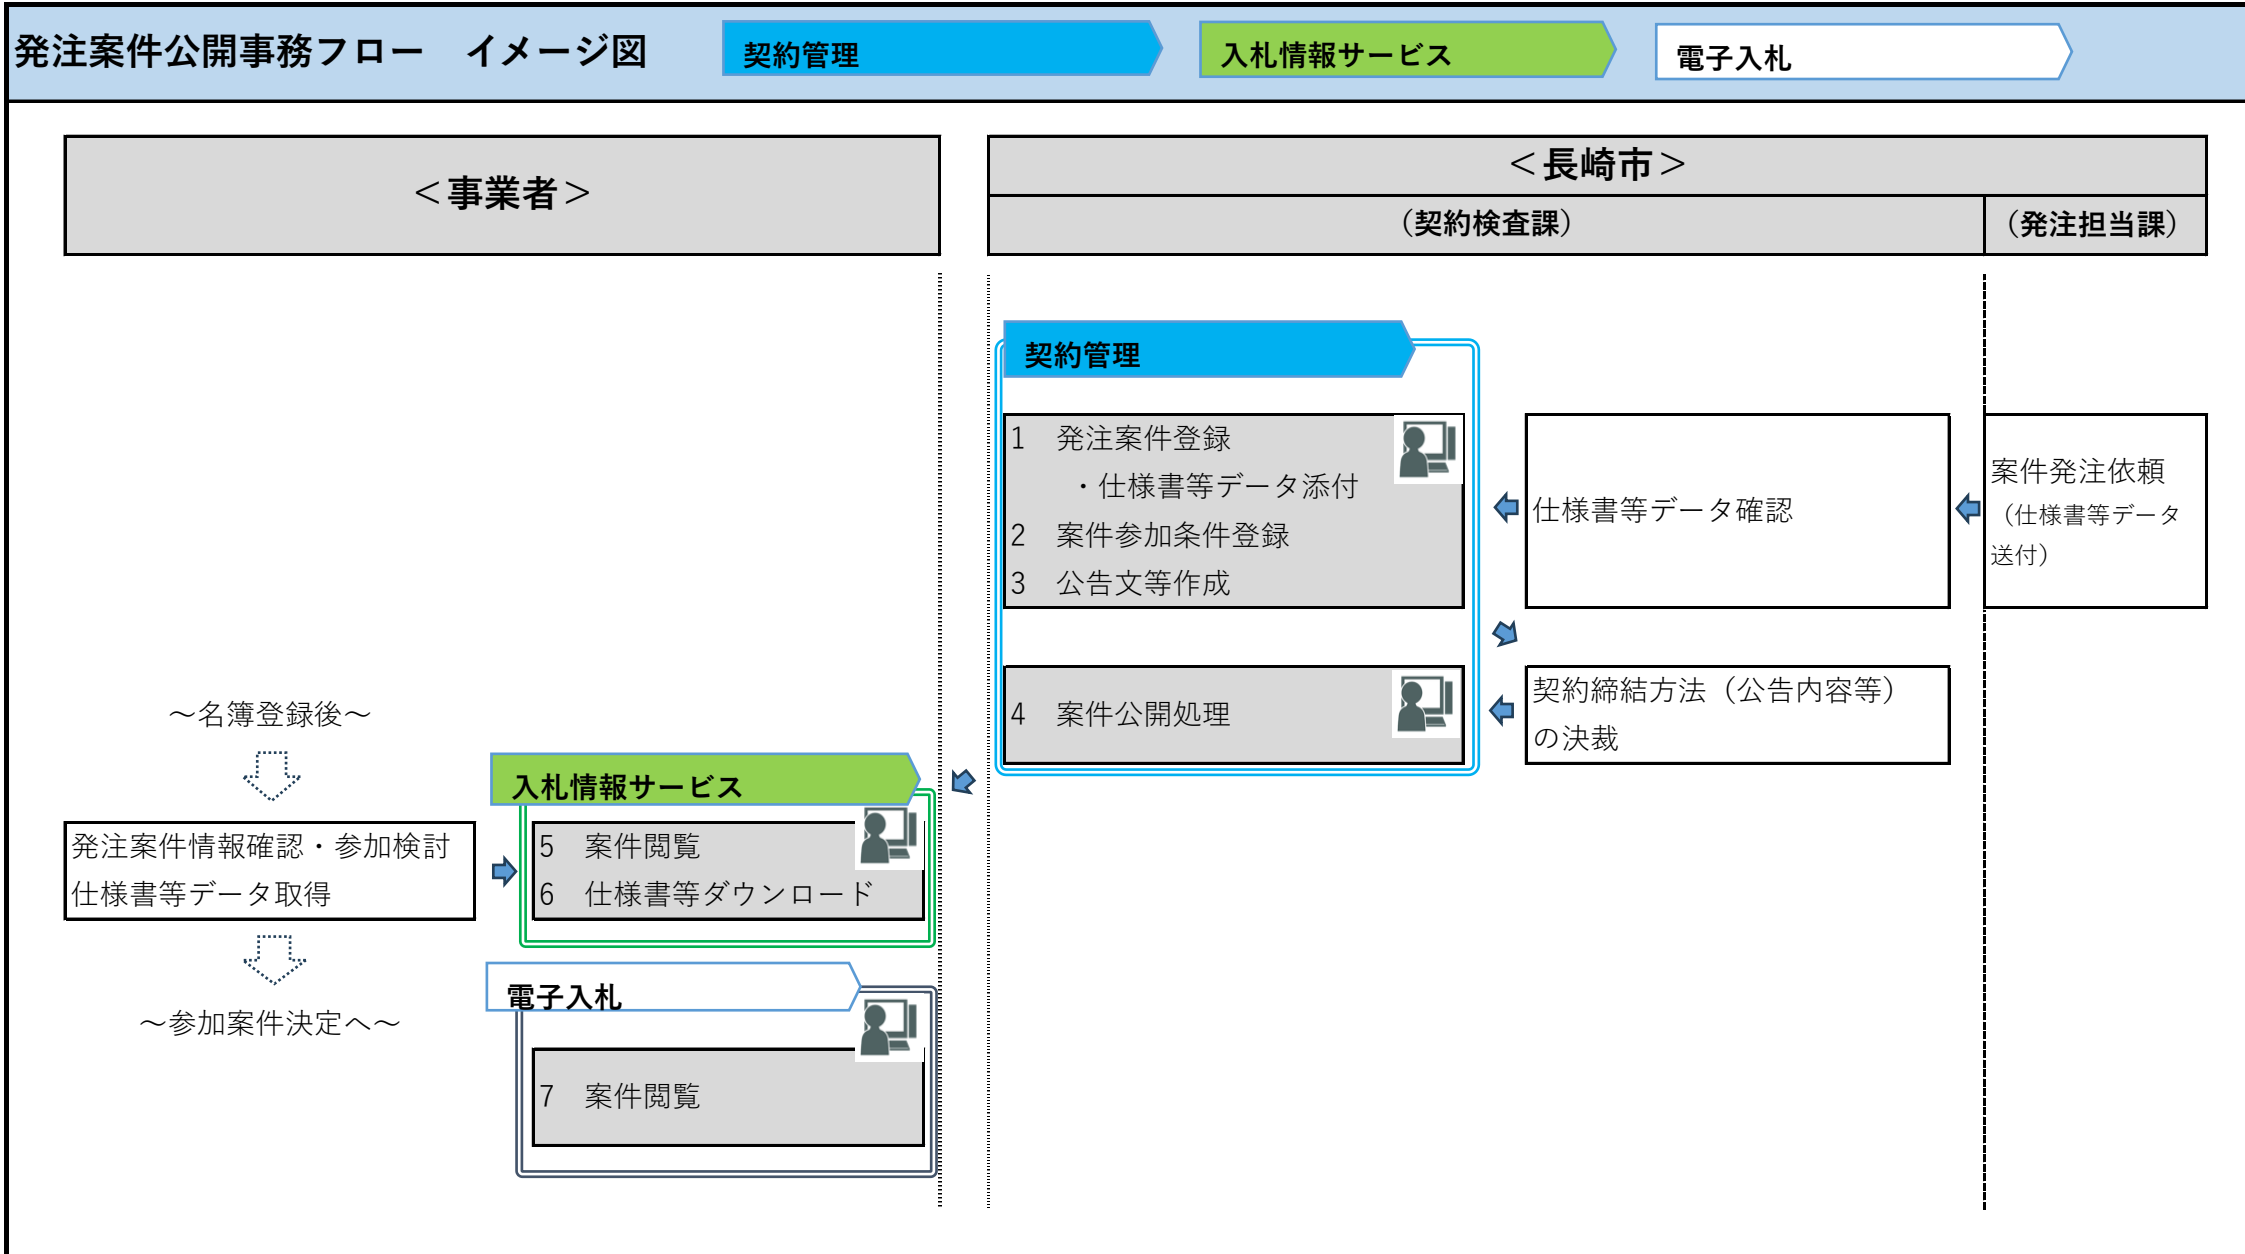 発注案件公開事務フロー　イメージ図
契約管理
入札情報サービス
電子入札
＜事業者＞
＜長崎市＞
（契約検査課）
（発注担当課）
契約管理
1　発注案件登録
・仕様書等データ添付
2　案件参加条件登録
3　公告文等作成
仕様書等データ確認
案件発注依頼
（仕様書等データ
送付）
4　案件公開処理
契約締結方法（公告内容等）
の決裁
～名簿登録後～
発注案件情報確認・参加検討
仕様書等データ取得
～参加案件決定へ～
入札情報サービス
5　案件閲覧
6　仕様書等ダウンロード
電子入札
7　案件閲覧